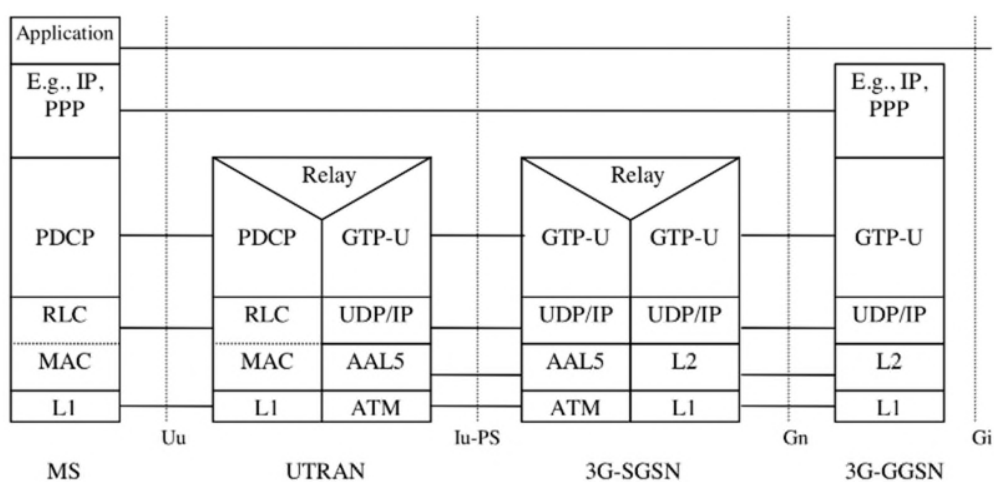 Application
E.g., IP,
PPP
E.g., IP,
PPP
Relay
Relay
PDCP
PDCP
GTP-U
GTP-U
GTP-U
GTP-U
RLC
RLC
UDP/IP
UDP/IP
UDP/IP
UDP/IP
MAC
MAC
AAL5
AAL5
L2
L2
L1
L1
ATM
ATM
L1
L1
Uu
Iu-PS
Gn
Gi
MS
UTRAN
3G-SGSN
3G-GGSN